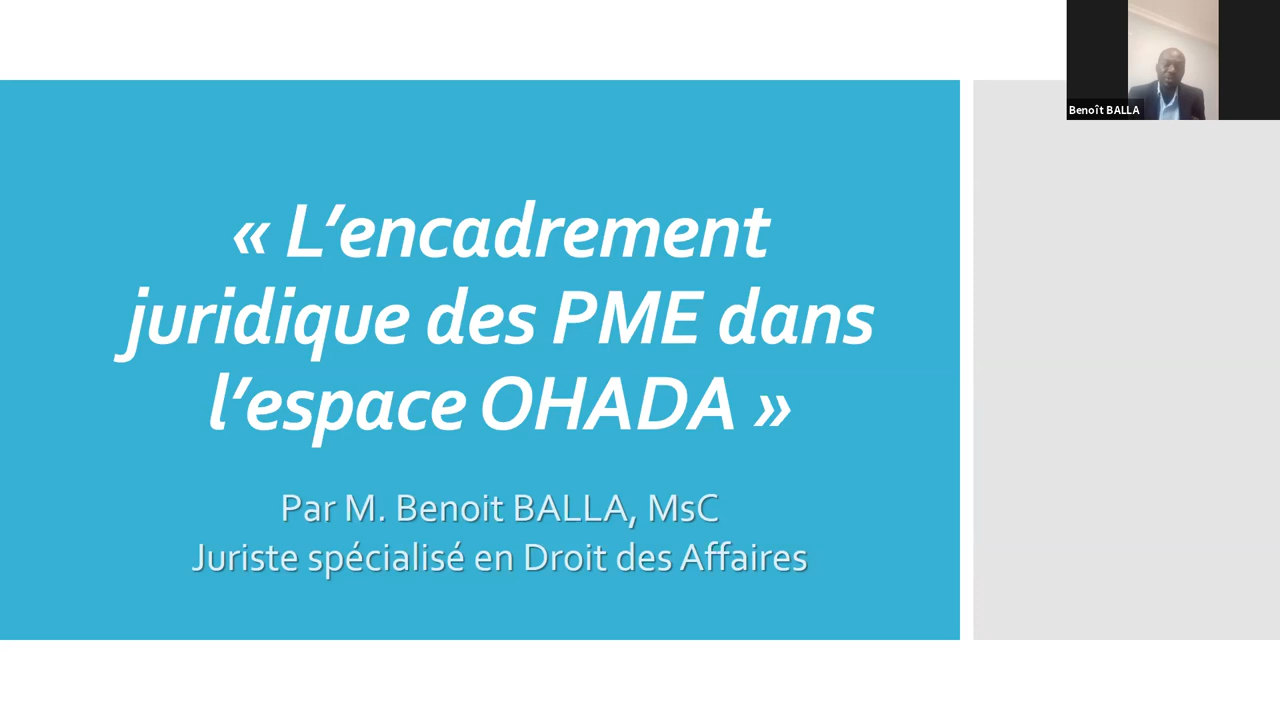 Benoît BALLA
« L’encadrement
juridique des PME dans
l’espace OHADA »
Par M. Benoit BALLA, MsC
Juriste spécialisé en Droit des Affaires